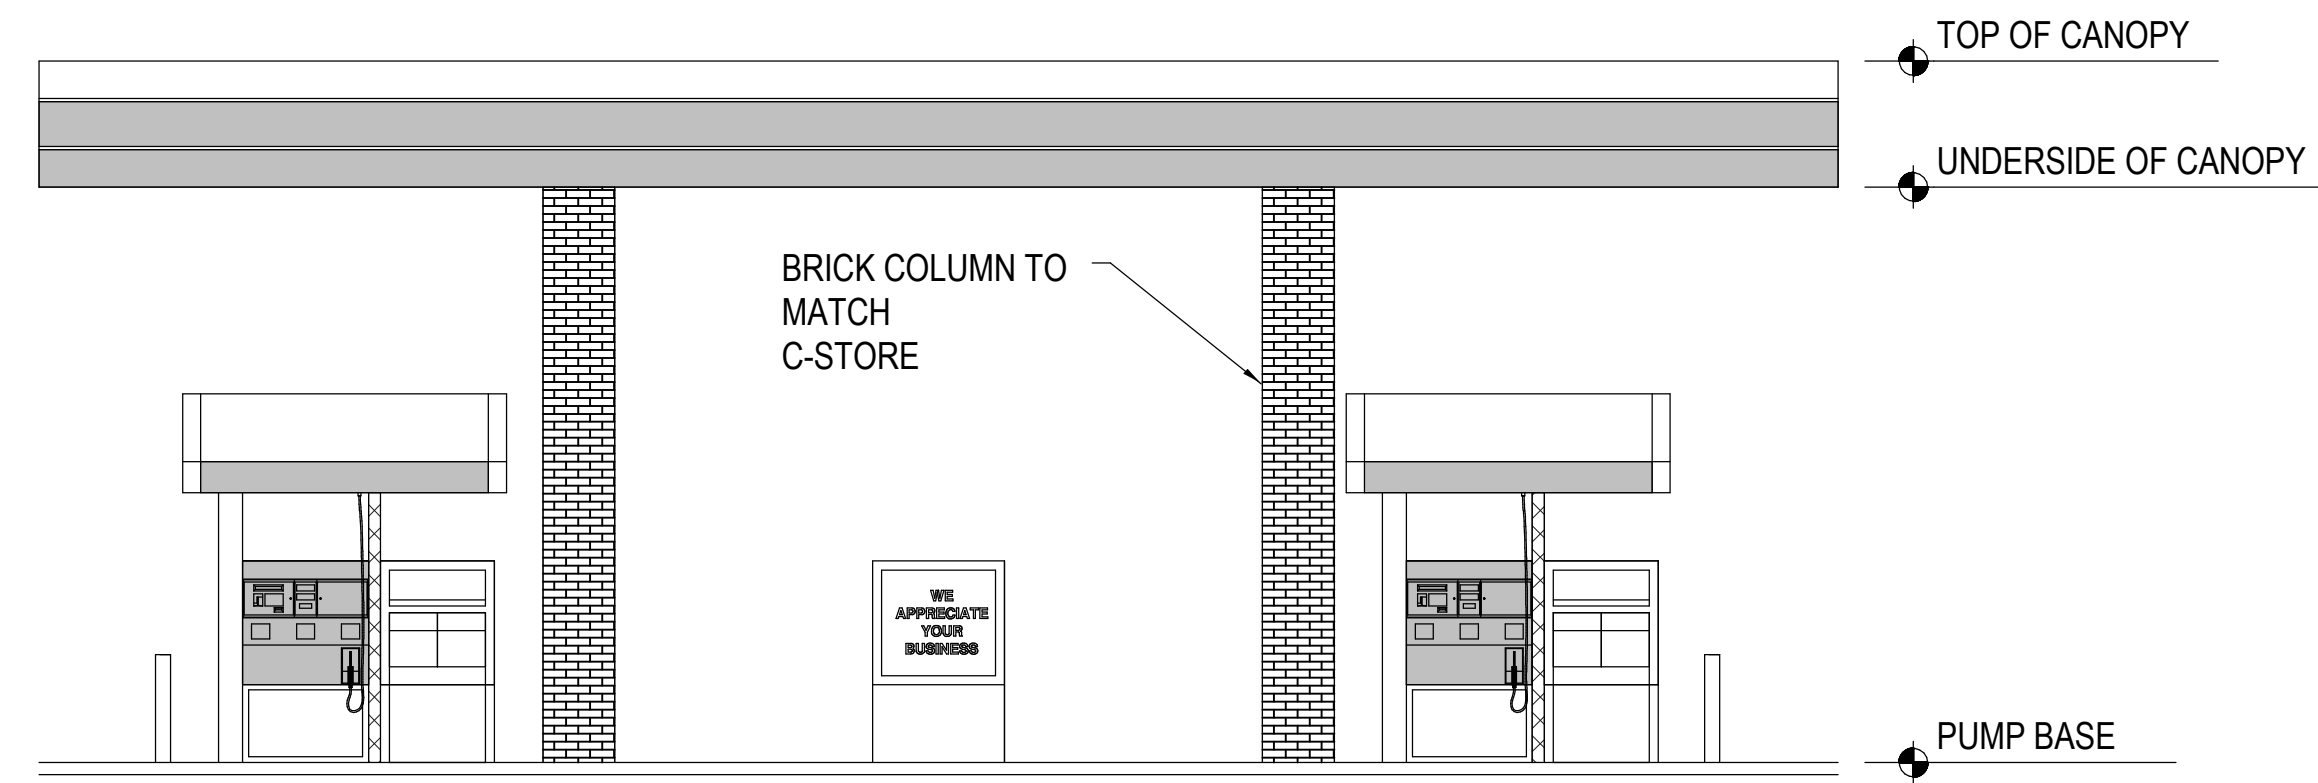 TOP OF CANOPY
UNDERSIDE OF CANOPY
BRICK COLUMN TO
MATCH
C-STORE
WE
APPRECIATE
YOUR
BUSINESS
PUMP BASE